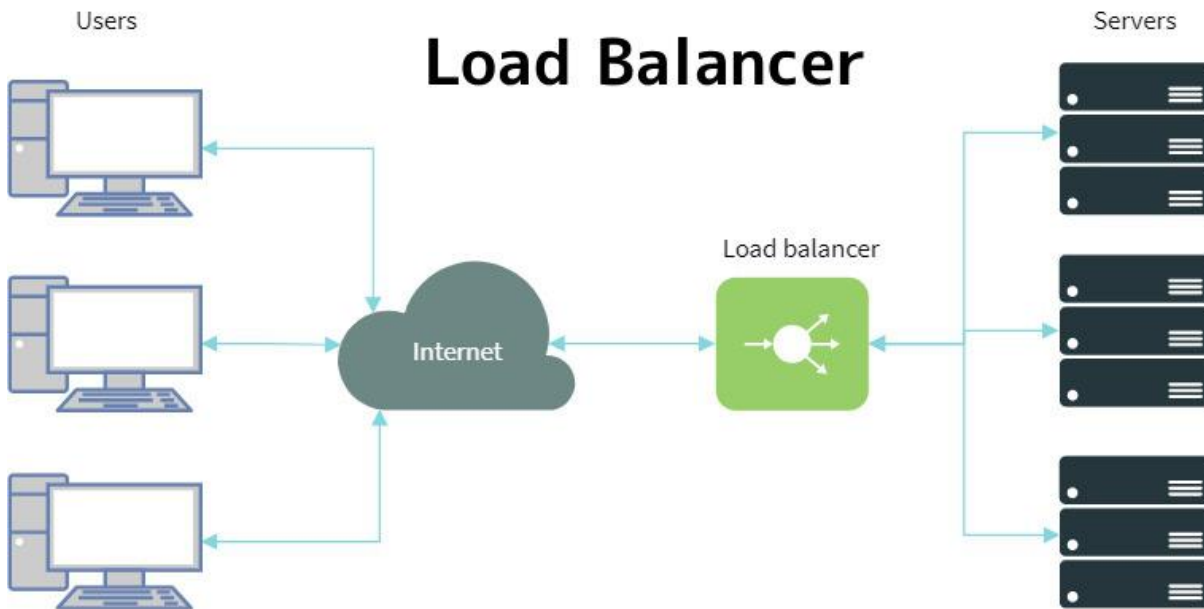 Users
Load Balancer
Servers
Load balancer
Internet